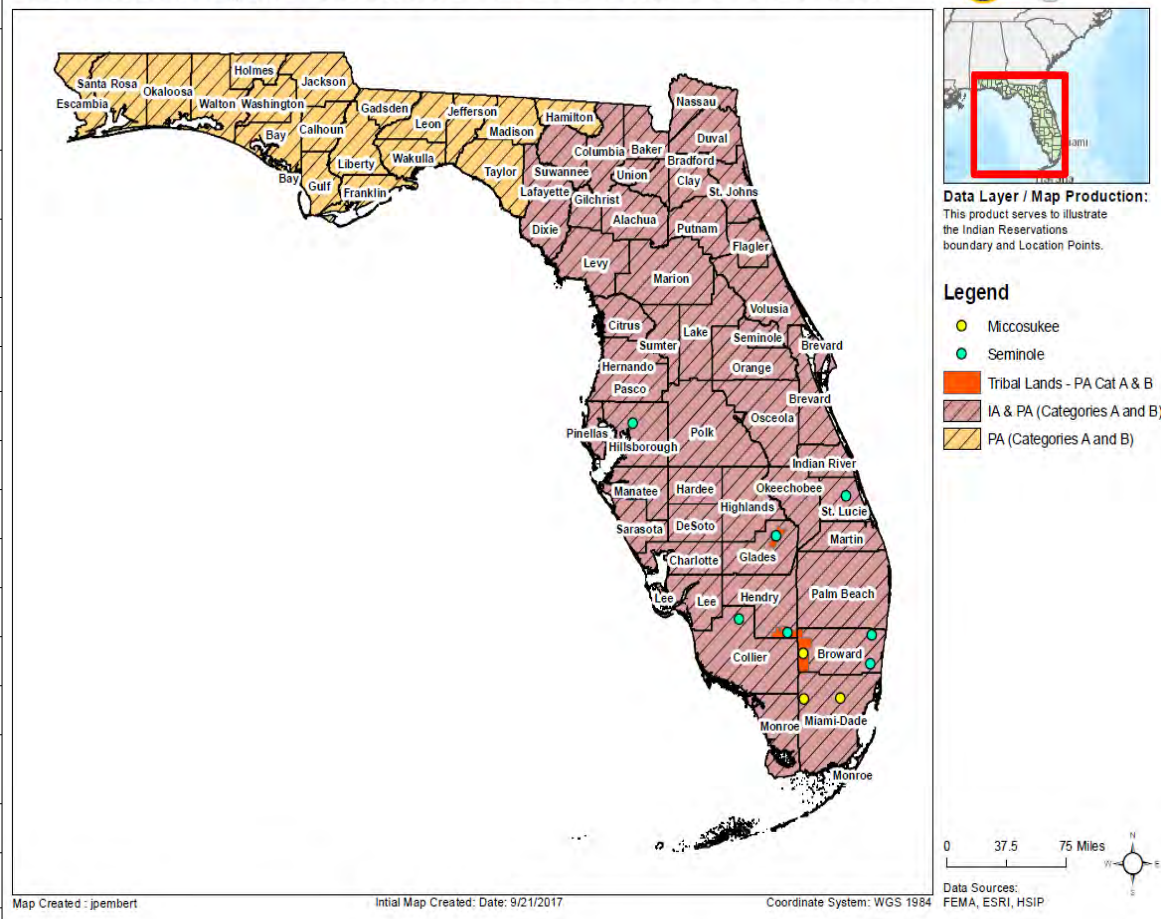 Holmes
Santa Rosa
Okaloosa
Jackson
Escambia
Walton
Washington
Gadsden
Jefferson
Nassau
Bay
Calhoun
Leon
Madison
Hamilton
Duval
Liberty
Wakulla
Columbia
Baker
Bradford
Bay
Gulf
Franklin
Taylor
Suwannee
Union
Clay
Lafayette
Gilchrist
St. Johns
Alachua
Putnam
Dixie
Flagler
Levy
Marion
Volusia
Citrus
Lake
Seminole
Sumter
Brevard
Hernando
Orange
Pasco
Brevard
Osceola
Pinellas
Polk
Hillsborough
Indian River
Manatee
Hardee
Okeechobee
Highlands
St. Lucie
Sarasota
DeSoto
Martin
Charlotte
Glades
Lee
Lee
Hendry
Palm Beach
Collier
Broward
Monroe
Miami-Dade
Monroe
Map Created : jpembert
Intial Map Created: Date: 9/21/2017
Coordinate System: WGS 1984
ami
Data Layer / Map Production:
This product serves to illustrate
the Indian Reservations
boundary and Location Points.
Legend
Miccosukee
Seminole
Tribal Lands - PA Cat A & B
IA & PA (Categories A and B)
PA (Categories A and B)
0 37.5 75 Miles
N
W
E
S
Data Sources:
FEMA, ESRI, HSIP